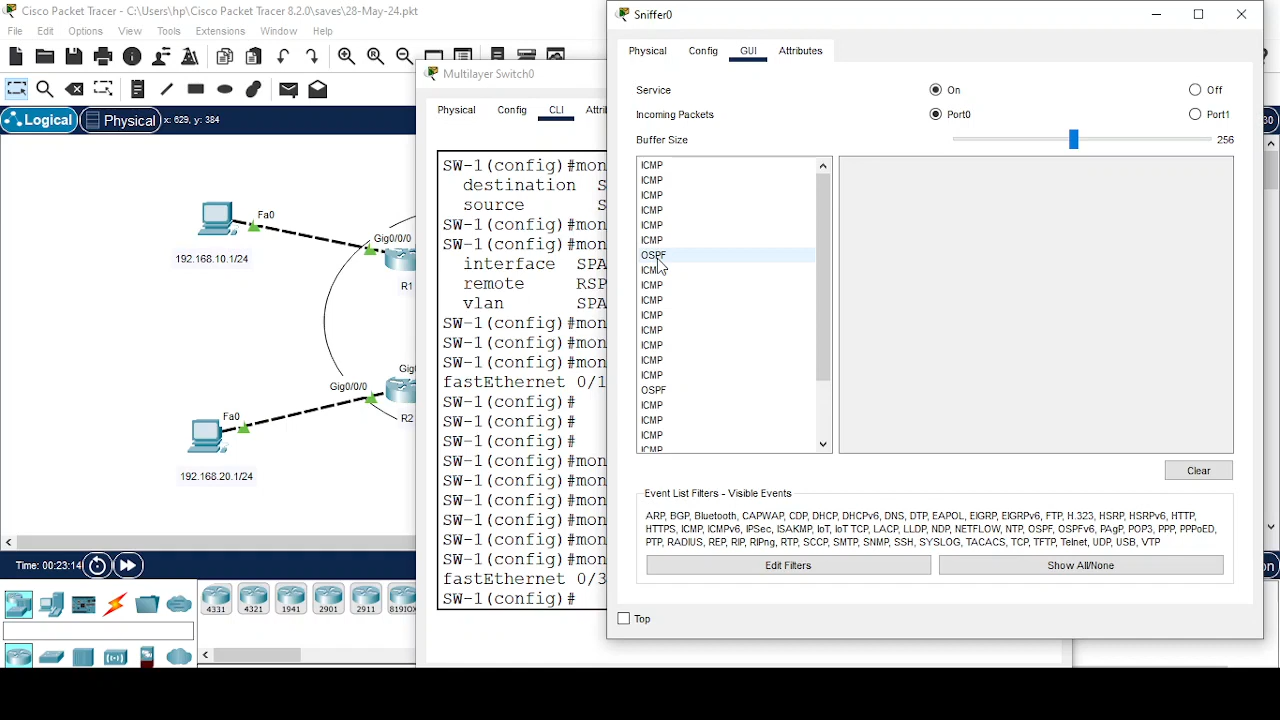 Cisco Packet Tracer - C:\Users\hp\Cisco Packet Tracer 8.2.0\saves\28-May-24.pkt
File Edit Options View Tools Extensions Window Help
Logical Physical x: 629, y: 384
Fa0
Gig0/0/0
192.168.10.1/24
R1
Gig0/0/0
Fa0
R2
192.168.20.1/24
Time: 00:23:14
4331 4321 1941 2901 2911 819IOX
Multilayer Switch0
Physical Config CLI
SW-1(config)#mon
destination S
source S
SW-1(config)#mon
SW-1(config)#mon
interface SPA
remote RSP
vlan SPA
SW-1(config)#mon
SW-1(config)#mon
SW-1(config)#mon
fastEthernet 0/1
SW-1(config)#
SW-1(config)#
SW-1(config)#
SW-1(config)#mon
SW-1(config)#mon
SW-1(config)#mon
SW-1(config)#mon
SW-1(config)#mon
SW-1(config)#mon
fastEthernet 0/3
SW-1(config)#
Sniffer0
Physical Config GUI Attributes
Service On Off
Incoming Packets Port0 Port1
Buffer Size 256
ICMP
ICMP
ICMP
ICMP
ICMP
ICMP
OSPF
ICMP
ICMP
ICMP
ICMP
ICMP
ICMP
ICMP
ICMP
OSPF
ICMP
ICMP
ICMP
ICMP
Clear
Event List Filters - Visible Events
ARP, BGP, Bluetooth, CAPWAP, CDP, DHCP, DHCPv6, DNS, DTP, EAPOL, EIGRP, EIGRPv6, FTP, H.323, HSRP, HSRPv6, HTTP,
HTTPS, ICMP, ICMPv6, IPSec, ISAKMP, IoT, IoT TCP, LACP, LLDP, NDP, NETFLOW, NTP, OSPF, OSPFv6, PAgP, POP3, PPP, PPPoED,
PTP, RADIUS, REP, RIP, RIPng, RTP, SCCP, SMTP, SNMP, SSH, SYSLOG, TACACS, TCP, TFTP, Telnet, UDP, USB, VTP
Edit Filters Show All/None
Top